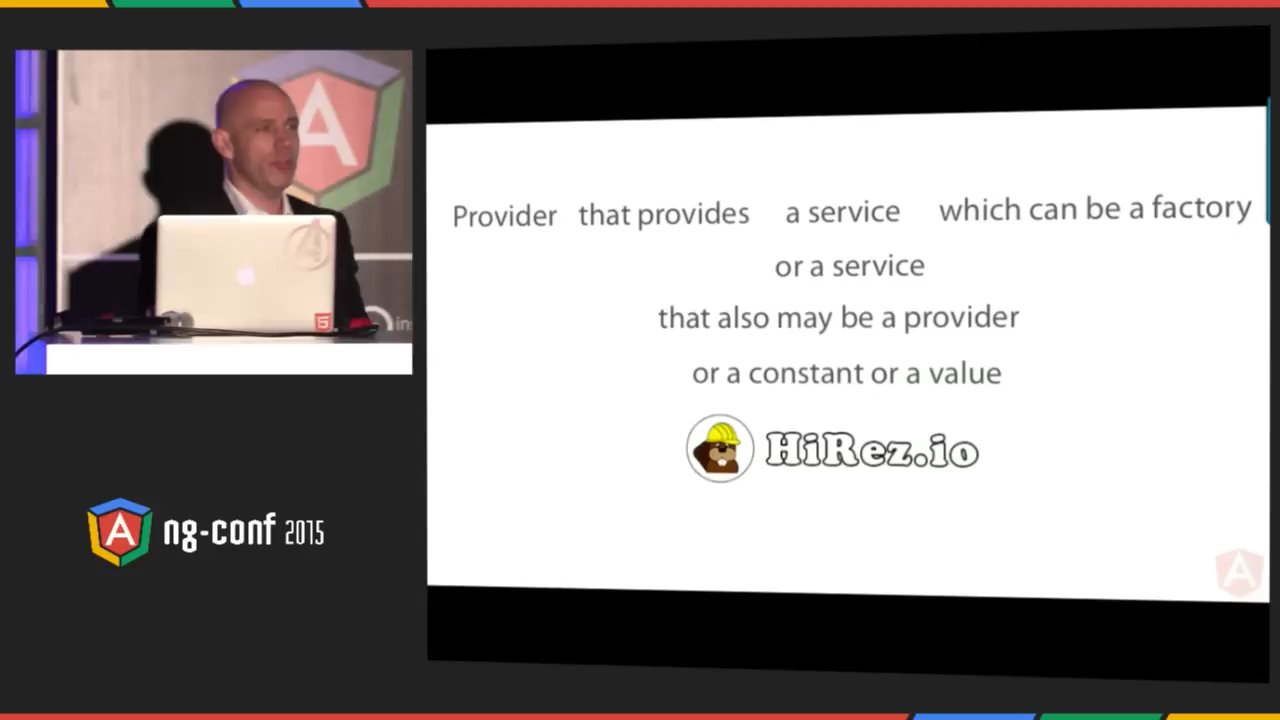 A
ins
Provider that provides a service which can be a factory
or a service
that also may be a provider
or a constant or a value
HiRez.io
A
A ng-conf 2015